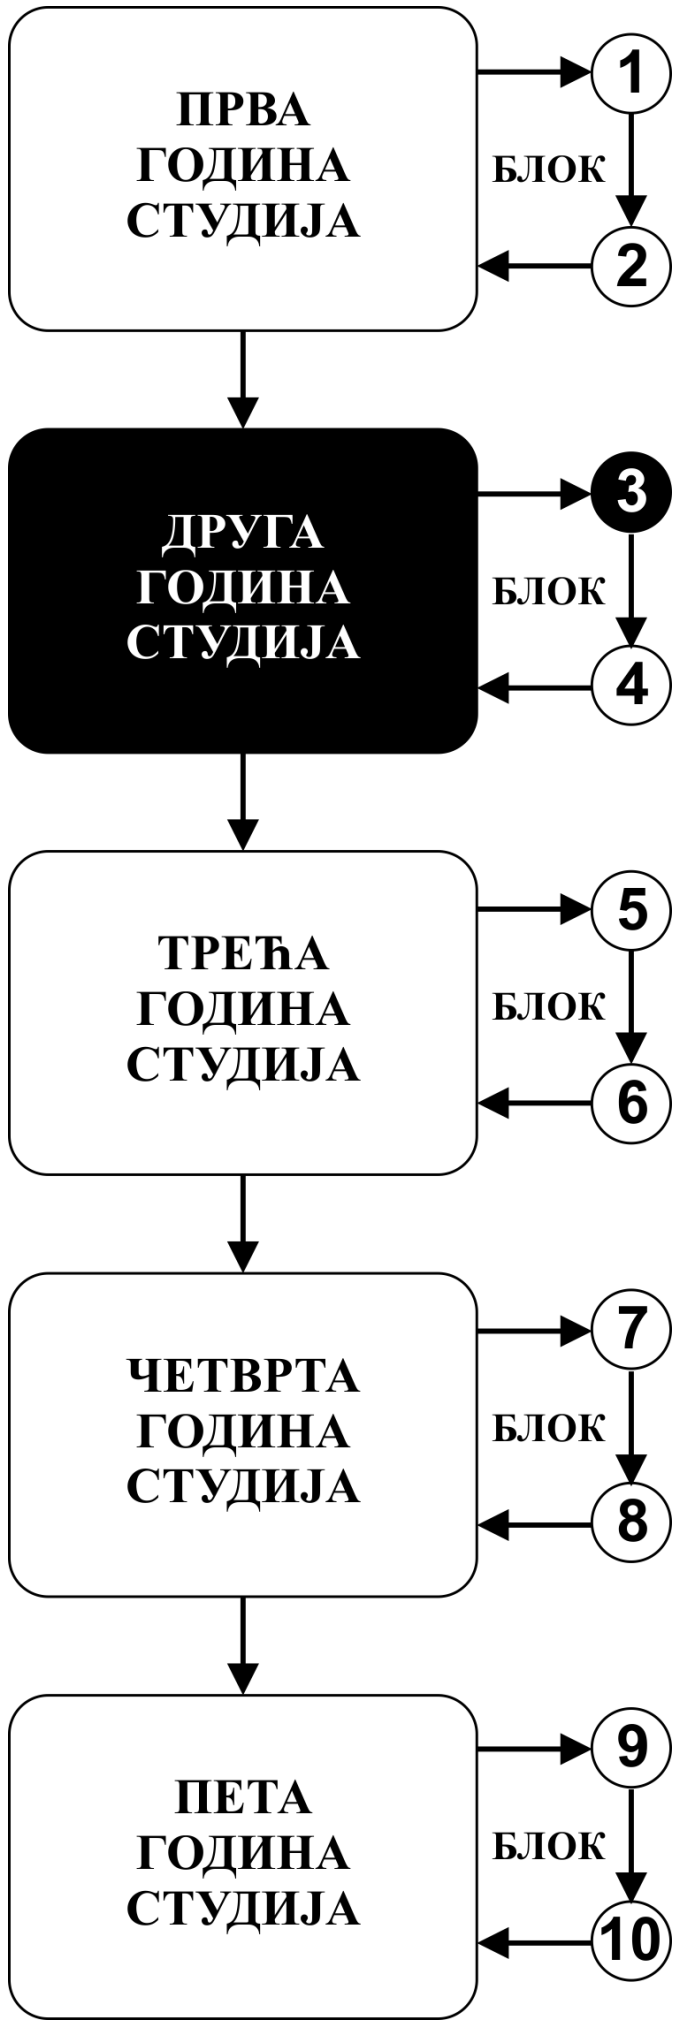 ПРВА
ГОДИНА
СТУДИЈА
1
БЛОК
2
ДРУГА
ГОДИНА
СТУДИЈА
3
БЛОК
4
ТРЕЋА
ГОДИНА
СТУДИЈА
5
БЛОК
6
ЧЕТВРТА
ГОДИНА
СТУДИЈА
7
БЛОК
8
ПЕТА
ГОДИНА
СТУДИЈА
9
БЛОК
10